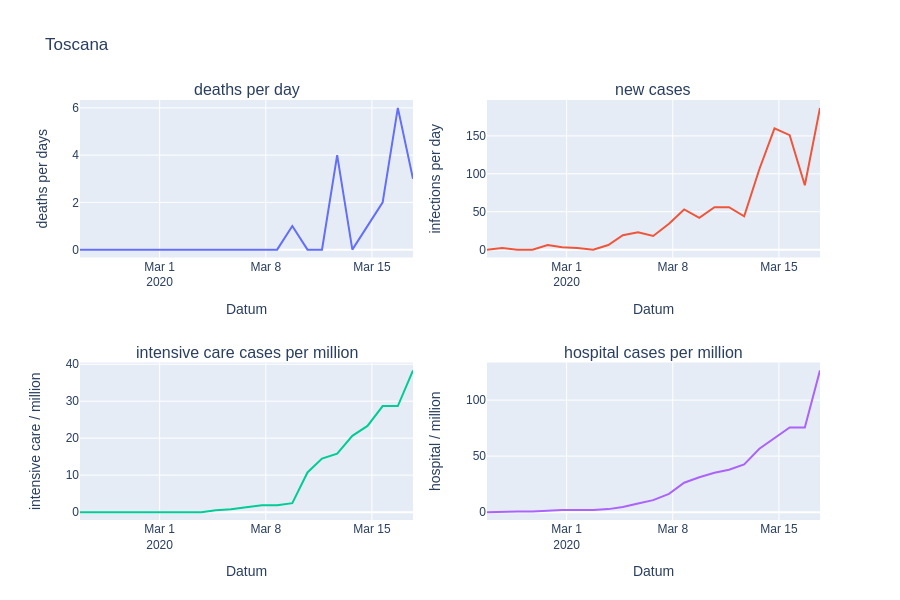 Toscana
deaths per day
deaths per days
6
4
2
0
Mar 1
2020
Mar 8
Mar 15
Datum
new cases
infections per day
150
100
50
0
Mar 1
2020
Mar 8
Mar 15
Datum
intensive care cases per million
intensive care / million
40
30
20
10
0
Mar 1
2020
Mar 8
Mar 15
Datum
hospital cases per million
hospital / million
100
50
0
Mar 1
2020
Mar 8
Mar 15
Datum